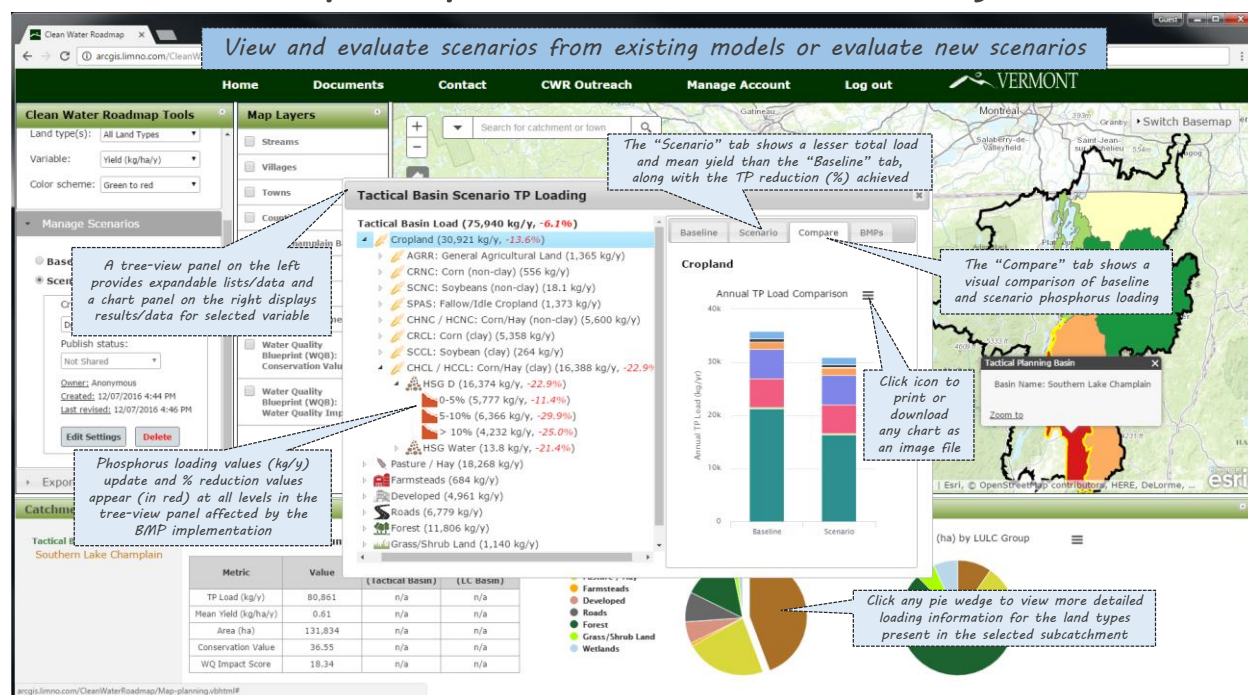 Clean Water Roadmap
Guest
arcgis.limno.com/CleanW
View and evaluate scenarios from existing models or evaluate new scenarios
Home Documents Contact CWR Outreach Manage Account Log out VERMONT
Clean Water Roadmap Tools
Land type(s): All Land Types
Variable: Yield (kg/ha/y)
Color scheme: Green to red
Manage Scenarios
Bas
Scen
Publish status:
Not Shared
Owner: Anonymous
Created: 12/07/2016 4:44 PM
Last revised: 12/07/2016 4:46 PM
Edit Settings Delete
Expor
Map Layers
Streams
Villages
Towns
Counti
Water Quality
Blueprint (WQB):
Conservation Valu
Water Quality
Blueprint (WQB):
Water Quality Imp
+
−
Search for catchment or town
Gatineau
Montréal
Granby
Switch Basemap
Salaberry-de-
Valleyfield
Saint-Jean-
sur-Richelieu
The “Scenario” tab shows a lesser total load
and mean yield than the “Baseline” tab,
along with the TP reduction (%) achieved
A tree-view panel on the left
provides expandable lists/data and
a chart panel on the right displays
results/data for selected variable
Phosphorus loading values (kg/y)
update and % reduction values
appear (in red) at all levels in the
tree-view panel affected by the
BMP implementation
Tactical Basin Scenario TP Loading
Tactical Basin Load (75,940 kg/y, -6.1%)
Cropland (30,921 kg/y, -13.6%)
AGRR: General Agricultural Land (1,365 kg/y)
CRNC: Corn (non-clay) (556 kg/y)
SCNC: Soybeans (non-clay) (18.1 kg/y)
SPAS: Fallow/Idle Cropland (1,373 kg/y)
CHNC / HCNC: Corn/Hay (non-clay) (5,600 kg/y)
CRCL: Corn (clay) (5,358 kg/y)
SCCL: Soybean (clay) (264 kg/y)
CHCL / HCCL: Corn/Hay (clay) (16,388 kg/y, -22.9%
HSG D (16,374 kg/y, -22.9%)
0-5% (5,777 kg/y, -11.4%)
5-10% (6,366 kg/y, -29.9%)
> 10% (4,232 kg/y, -25.0%)
HSG Water (13.8 kg/y, -21.4%)
Pasture / Hay (18,268 kg/y)
Farmsteads (684 kg/y)
Developed (4,961 kg/y)
Roads (6,779 kg/y)
Forest (11,806 kg/y)
Grass/Shrub Land (1,140 kg/y)
Baseline Scenario Compare BMPs
Cropland
Annual TP Load Comparison
Annual TP Load (kg/yr)
40k
30k
20k
10k
0
Baseline Scenario
The “Compare” tab shows a
visual comparison of baseline
and scenario phosphorus loading
Click icon to
print or
download
any chart as
an image file
Tactical Planning Basin
Basin Name: Southern Lake Champlain
Zoom to
Esri, © OpenStreetMap contributors, HERE, DeLorme, ...
esri
Catchm
Tactical B
Southern Lake Champlain
Metric Value (Tactical Basin) (LC Basin)
TP Load (kg/y) 80,861 n/a n/a
Mean Yield (kg/ha/y) 0.61 n/a n/a
Area (ha) 131,834 n/a n/a
Conservation Value 36.55 n/a n/a
WQ Impact Score 18.34 n/a n/a
Farmsteads
Developed
Roads
Forest
Grass/Shrub Land
Wetlands
(ha) by LULC Group
Click any pie wedge to view more detailed
loading information for the land types
present in the selected subcatchment
arcgis.limno.com/CleanWaterRoadmap/Map-planning.vbhtml#